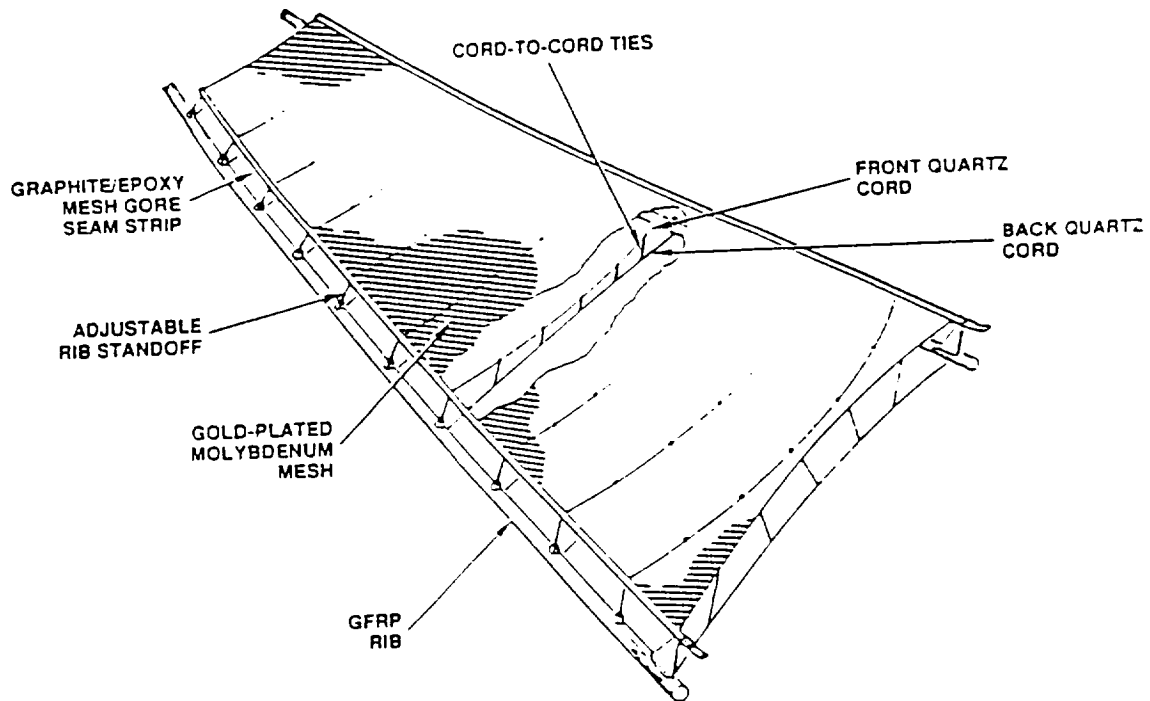 CORD-TO-CORD TIES
FRONT QUARTZ
CORD
BACK QUARTZ
CORD
GRAPHITE/EPOXY
MESH GORE
SEAM STRIP
ADJUSTABLE
RIB STANDOFF
GOLD-PLATED
MOLYBDENUM
MESH
GFRP
RIB